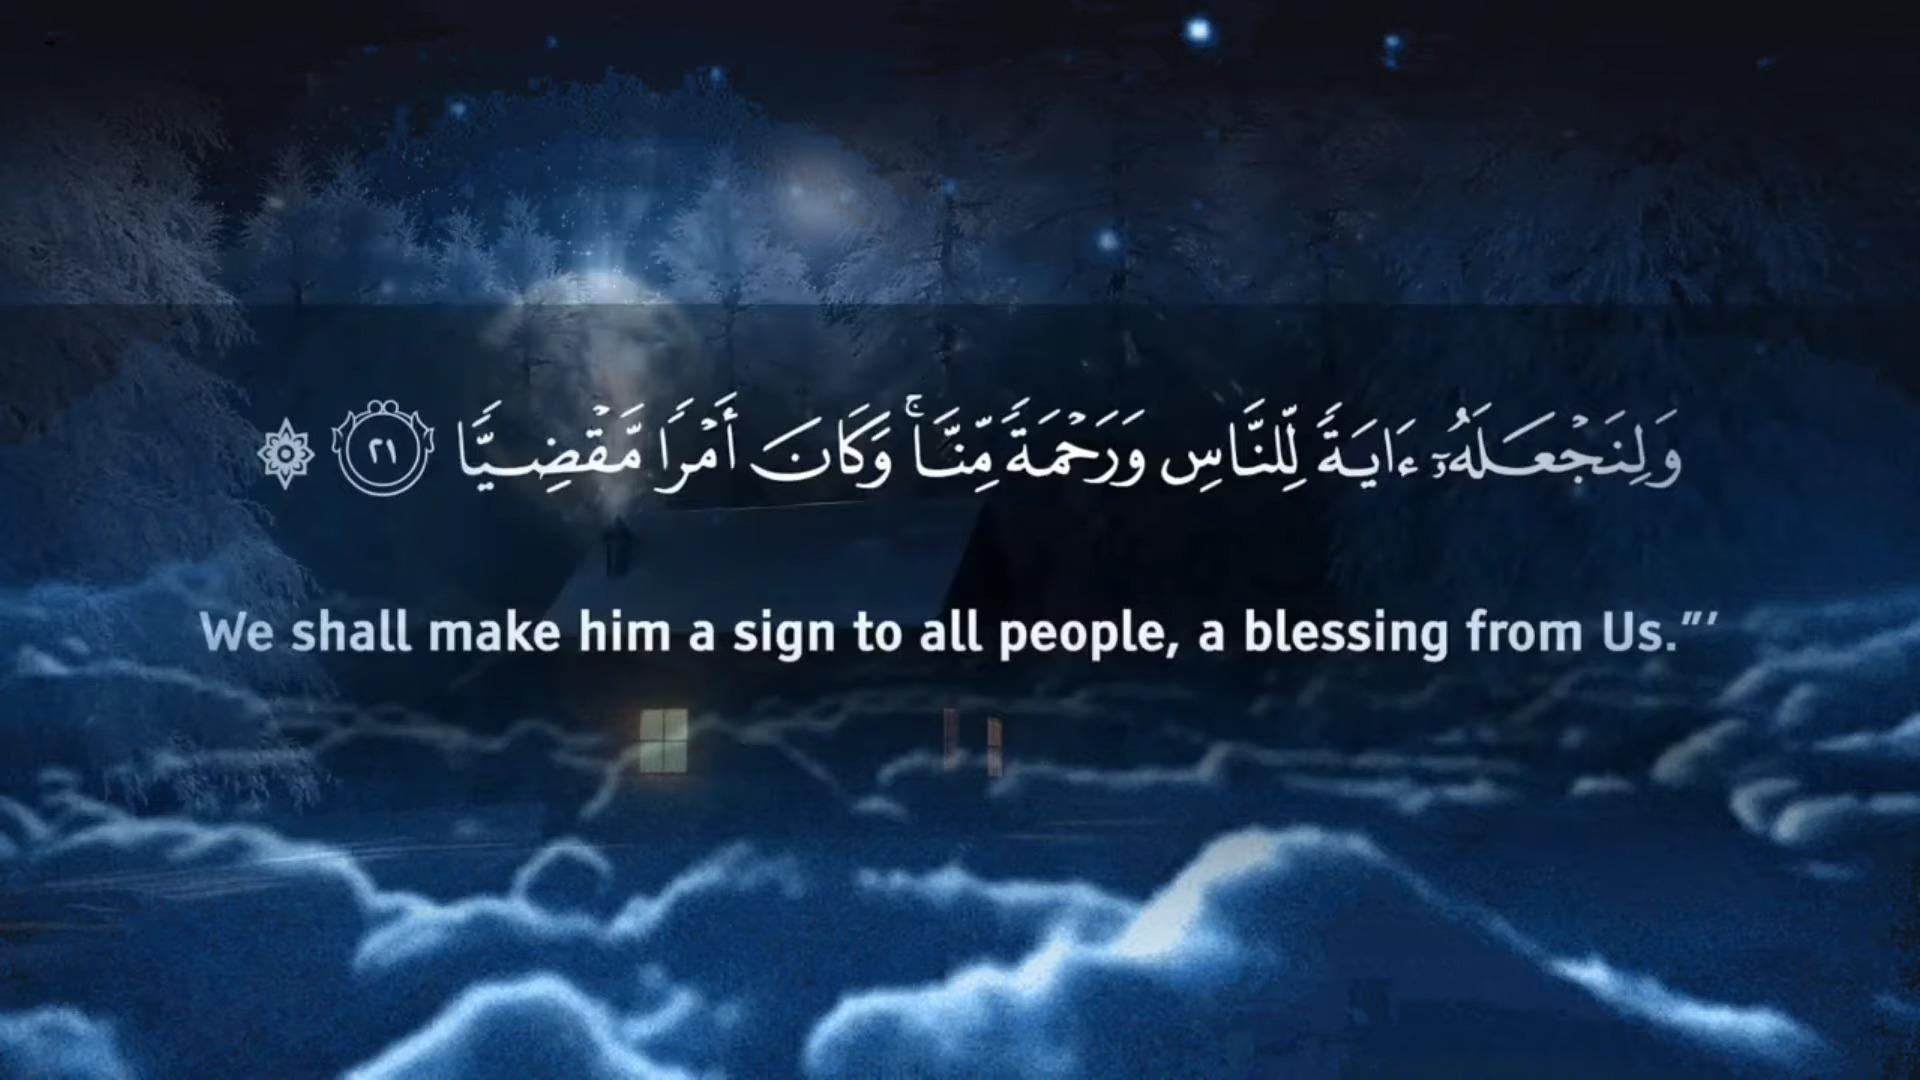 وَلِنَجْعَلَهُۥٓ ءَايَةً لِّلنَّاسِ وَرَحْمَةً مِّنَّاۚ وَكَانَ أَمْرًا مَّقْضِيًّا ٢١ ۞
We shall make him a sign to all people, a blessing from Us.”’